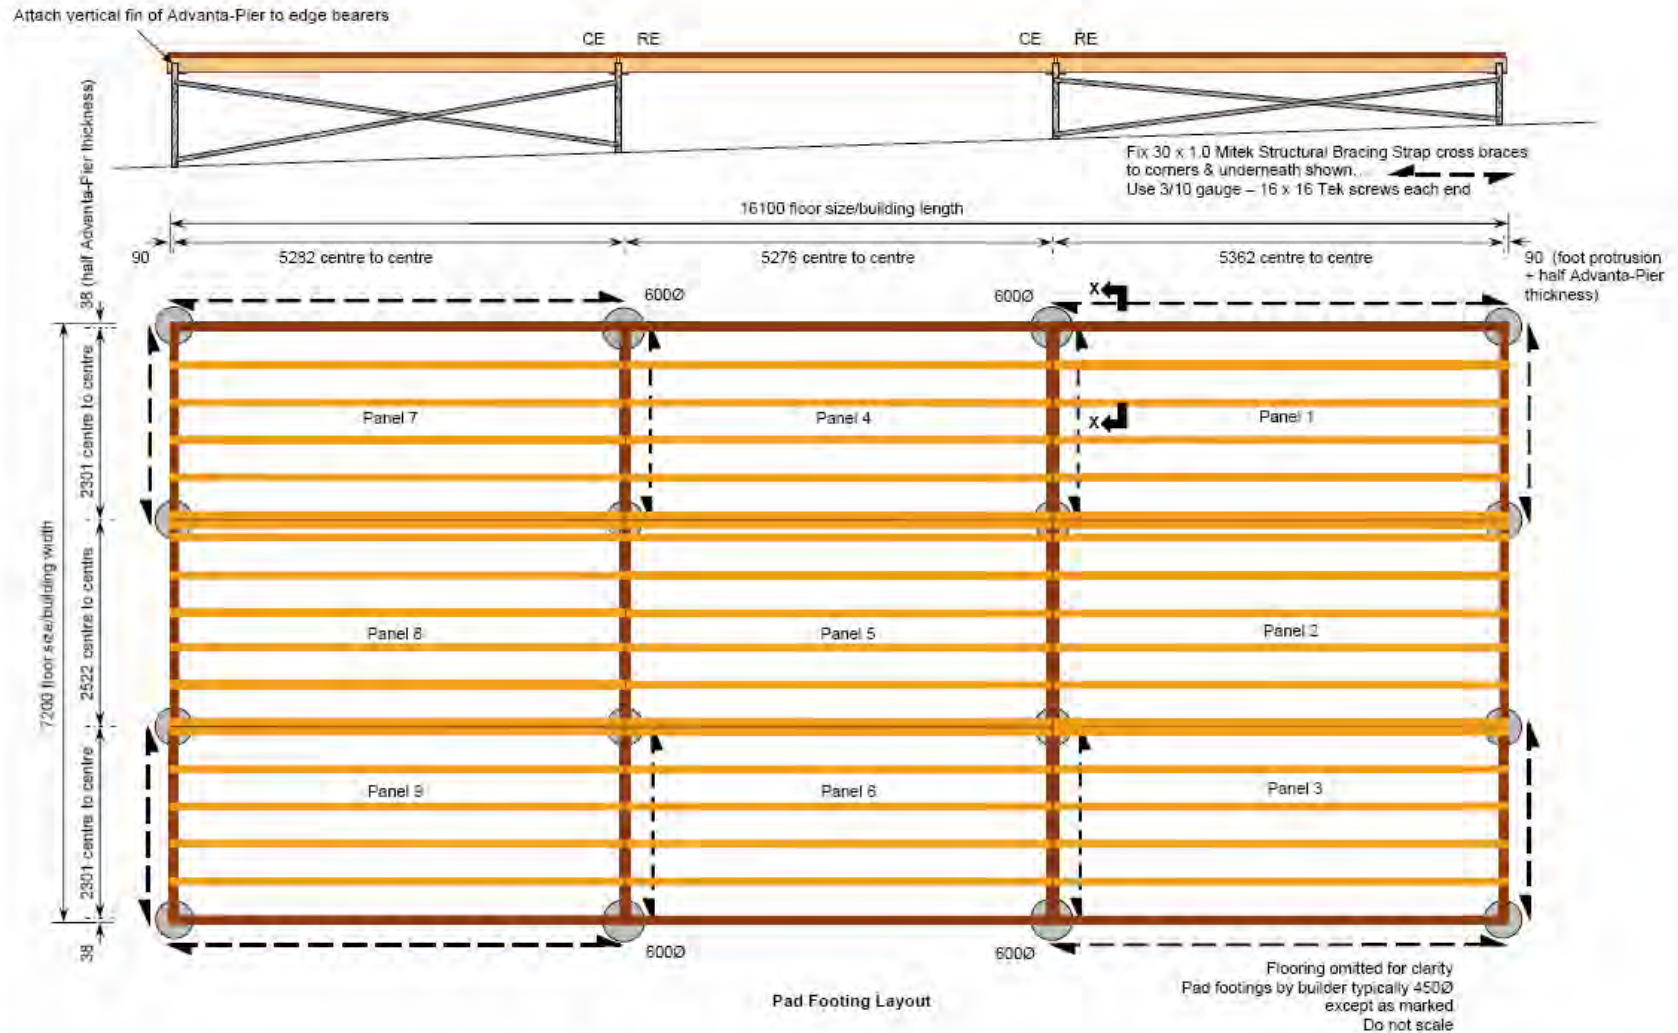 Attach vertical fin of Advanta-Pier to edge bearers
CE RE
CE RE
Fix 30 x 1.0 Mitek Structural Bracing Strap cross braces
to corners & underneath shown.
Use 3/10 gauge – 16 x 16 Tek screws each end
38 (half Advanta-Pier thickness)
16100 floor size/building length
90
5282 centre to centre
5276 centre to centre
5362 centre to centre
90 (foot protrusion
+ half Advanta-Pier
thickness)
600Ø
600Ø
X
X
7200 floor size/building width
2301 centre to centre
2522 centre to centre
2301 centre to centre
38
Panel 7
Panel 4
Panel 1
Panel 8
Panel 5
Panel 2
Panel 9
Panel 6
Panel 3
600Ø
600Ø
Pad Footing Layout
Flooring omitted for clarity
Pad footings by builder typically 450Ø
except as marked
Do not scale